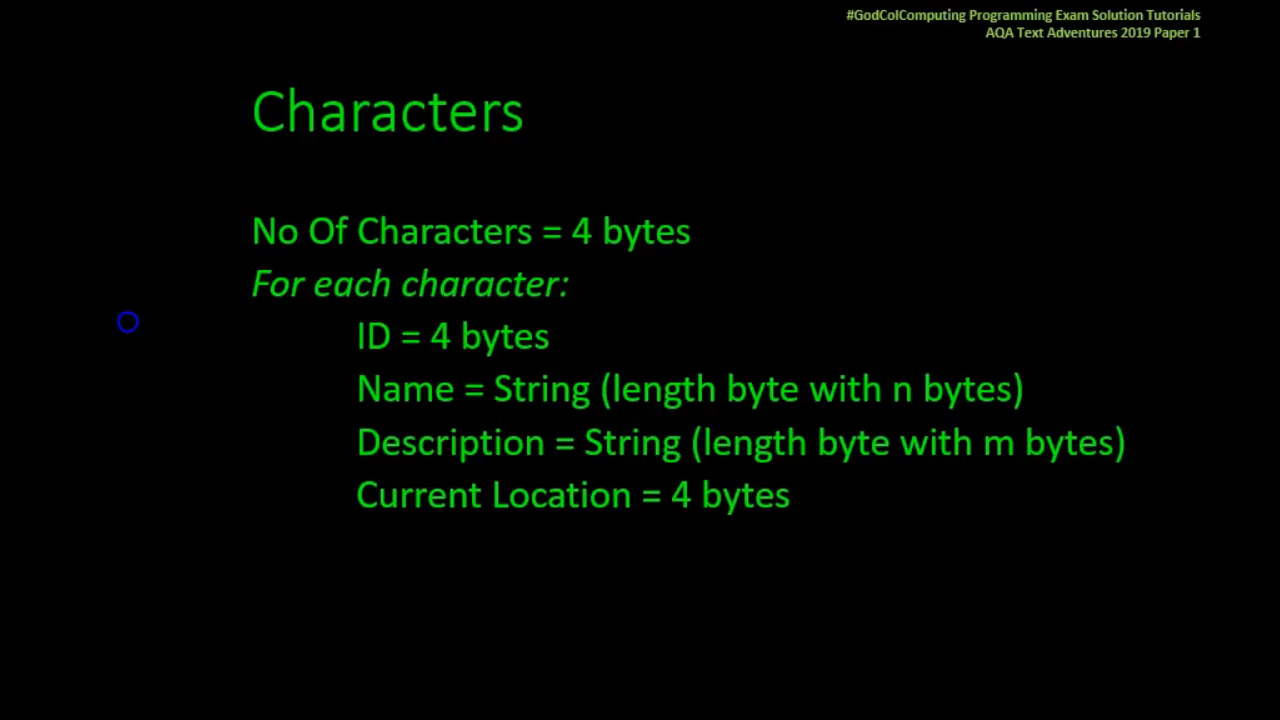 #GodColComputing Programming Exam Solution Tutorials
AQA Text Adventures 2019 Paper 1
Characters
No Of Characters = 4 bytes
For each character:
ID = 4 bytes
Name = String (length byte with n bytes)
Description = String (length byte with m bytes)
Current Location = 4 bytes